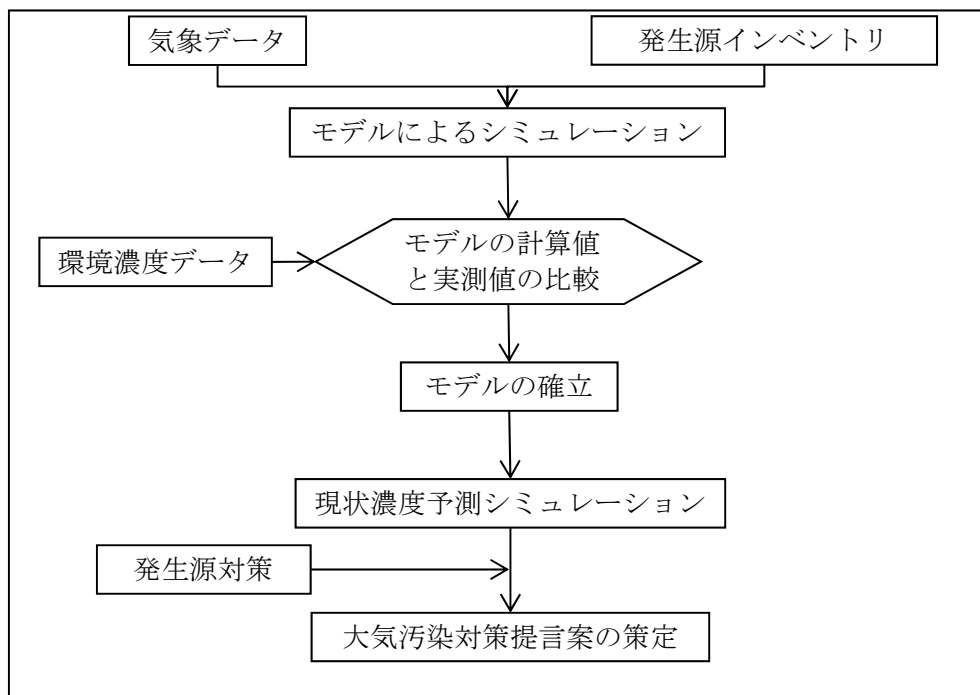 気象データ
発生源インベントリ
モデルによるシミュレーション
モデルの計算値
と実測値の比較
環境濃度データ
モデルの確立
現状濃度予測シミュレーション
発生源対策
大気汚染対策提言案の策定